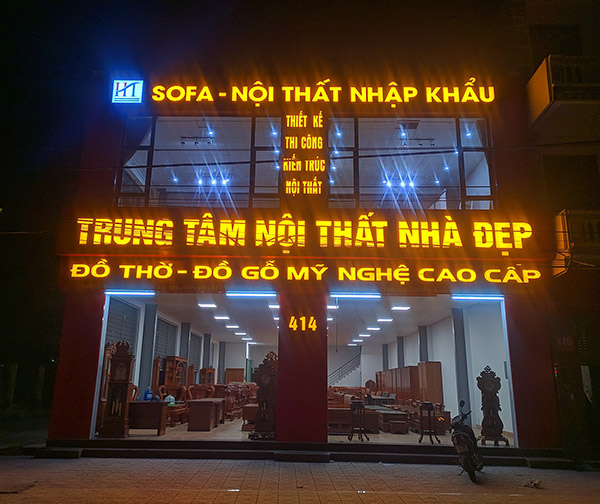 HT
SOFA - NỘI THẤT NHẬP KHẨU
THIẾT KẾ
THI CÔNG
KIẾN TRÚC
NỘI THẤT
TRUNG TÂM NỘI THẤT NHÀ ĐẸP
ĐỒ THỜ - ĐỒ GỖ MỸ NGHỆ CAO CẤP
414